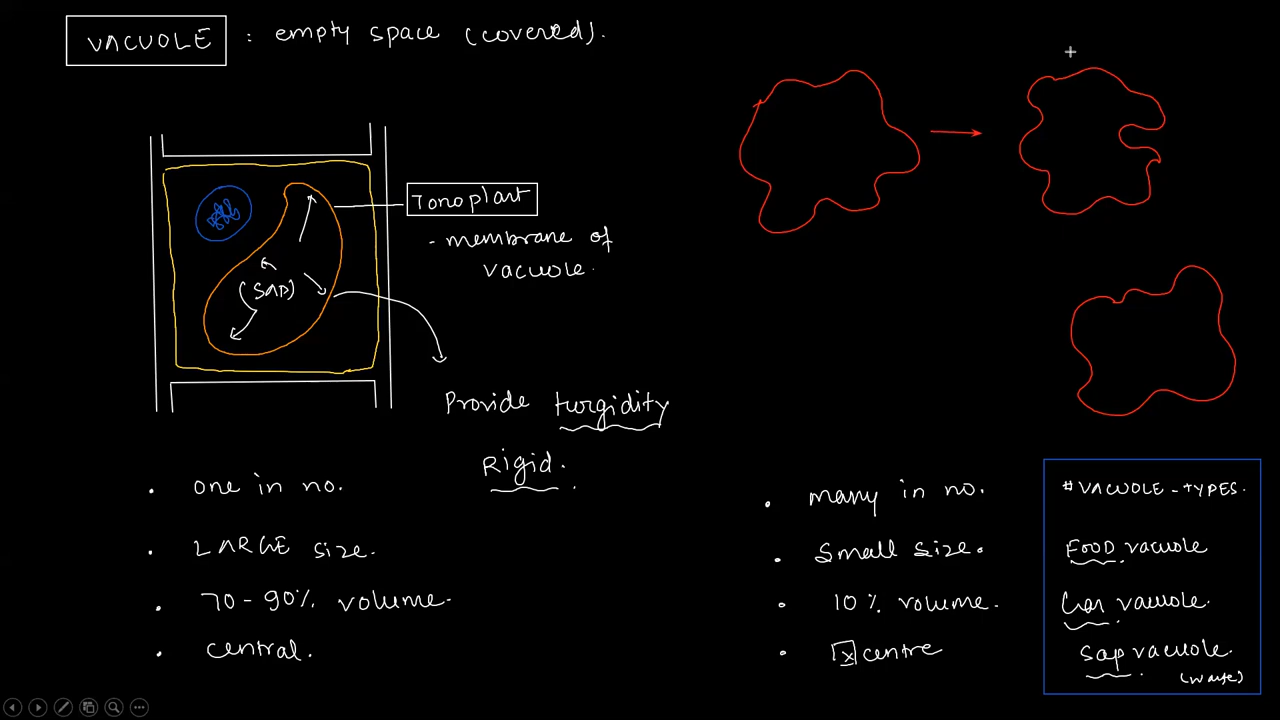 VACUOLE : empty space (covered).
Tonoplast
- membrane of
vacuole.
(SAP)
Provide turgidity
Rigid.
. one in no.
. LARGE size.
. 70-90% volume.
. central.
. many in no.
. Small size.
. 10% volume.
. [x] centre
# VACUOLE - TYPES.
FOOD vacuole
vacuole.
Sap vacuole.
(waste)